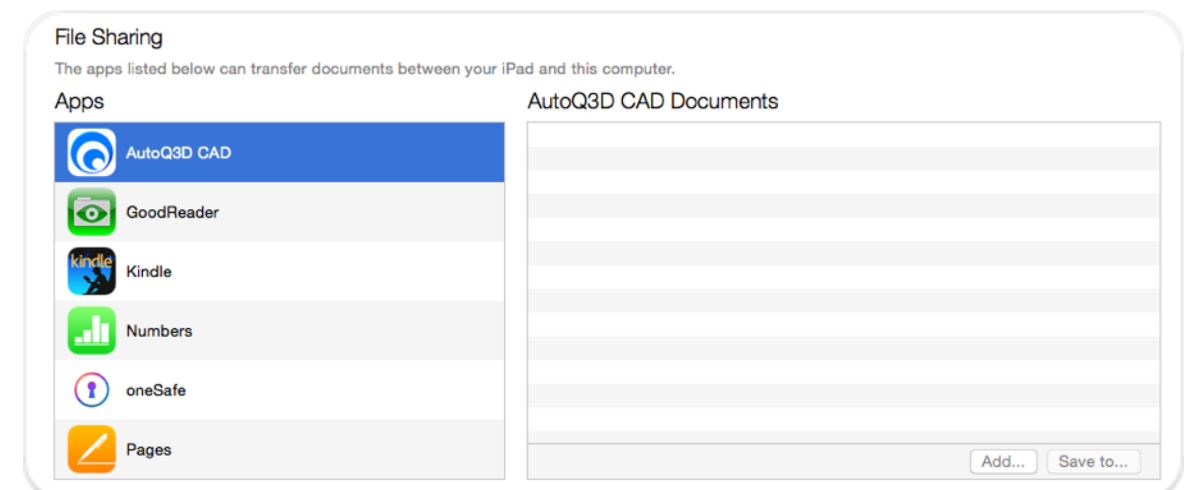 File Sharing
The apps listed below can transfer documents between your iPad and this computer.
Apps
AutoQ3D CAD Documents
AutoQ3D CAD
GoodReader
kindle
Kindle
Numbers
oneSafe
Pages
Add...
Save to...